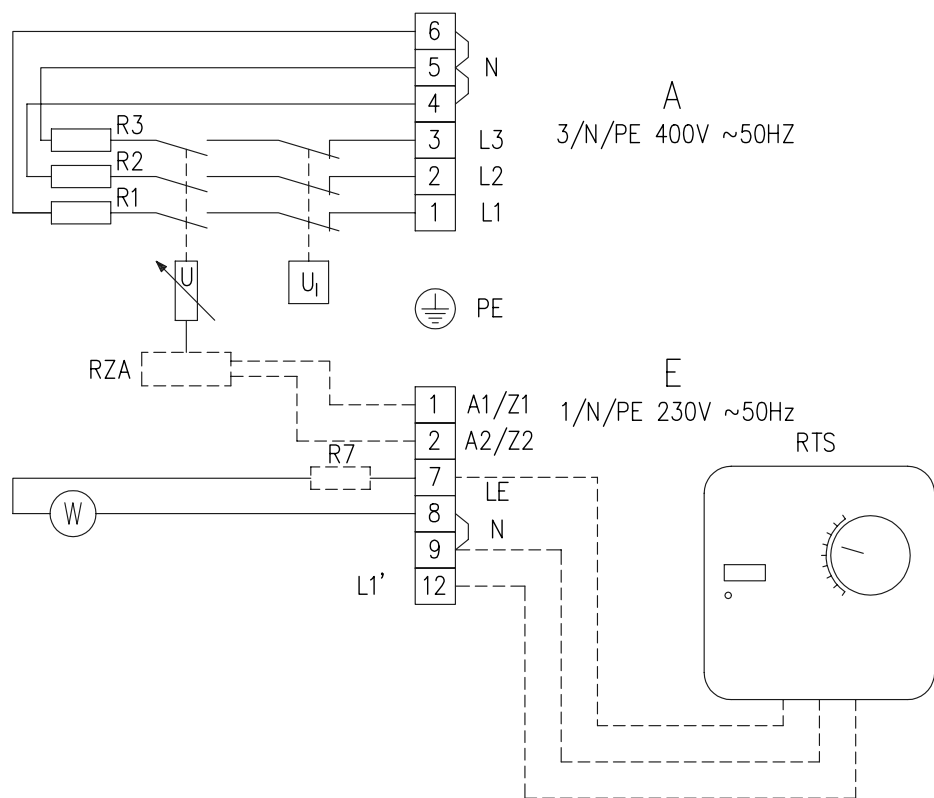 6
5 N
4
A
3/N/PE 400V ~50HZ
R3 3 L3
R2 2 L2
R1 1 L1
U U₁
PE
RZA
E
1/N/PE 230V ~50Hz
1 A1/Z1
2 A2/Z2
RTS
R7 7
LE
W 8
N
9
L1' 12